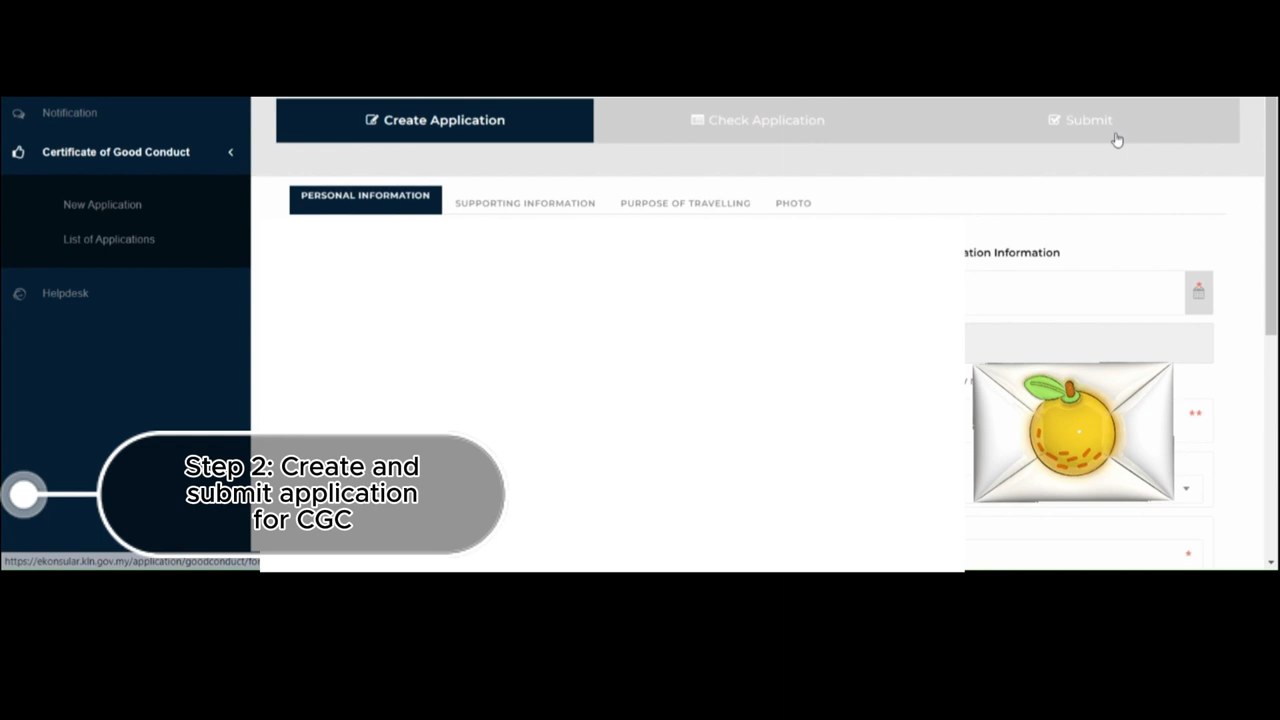 Notification
Create Application
Check Application
Submit
Certificate of Good Conduct
New Application
List of Applications
Helpdesk
PERSONAL INFORMATION
SUPPORTING INFORMATION
PURPOSE OF TRAVELLING
PHOTO
ation Information
*
**
*
Step 2: Create and
submit application
for CGC
https://ekonsular.kln.gov.my/application/goodconduct/for